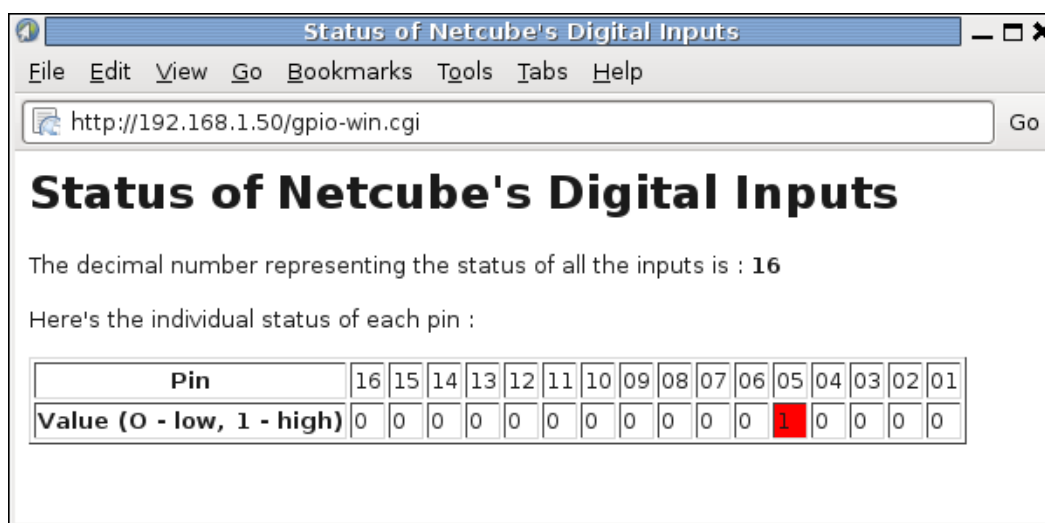 Status of Netcube's Digital Inputs
File Edit View Go Bookmarks Tools Tabs Help
http://192.168.1.50/gpio-win.cgi Go
Status of Netcube's Digital Inputs
The decimal number representing the status of all the inputs is : 16
Here's the individual status of each pin :
Pin 16 15 14 13 12 11 10 09 08 07 06 05 04 03 02 01
Value (O - low, 1 - high) 0 0 0 0 0 0 0 0 0 0 0 1 0 0 0 0